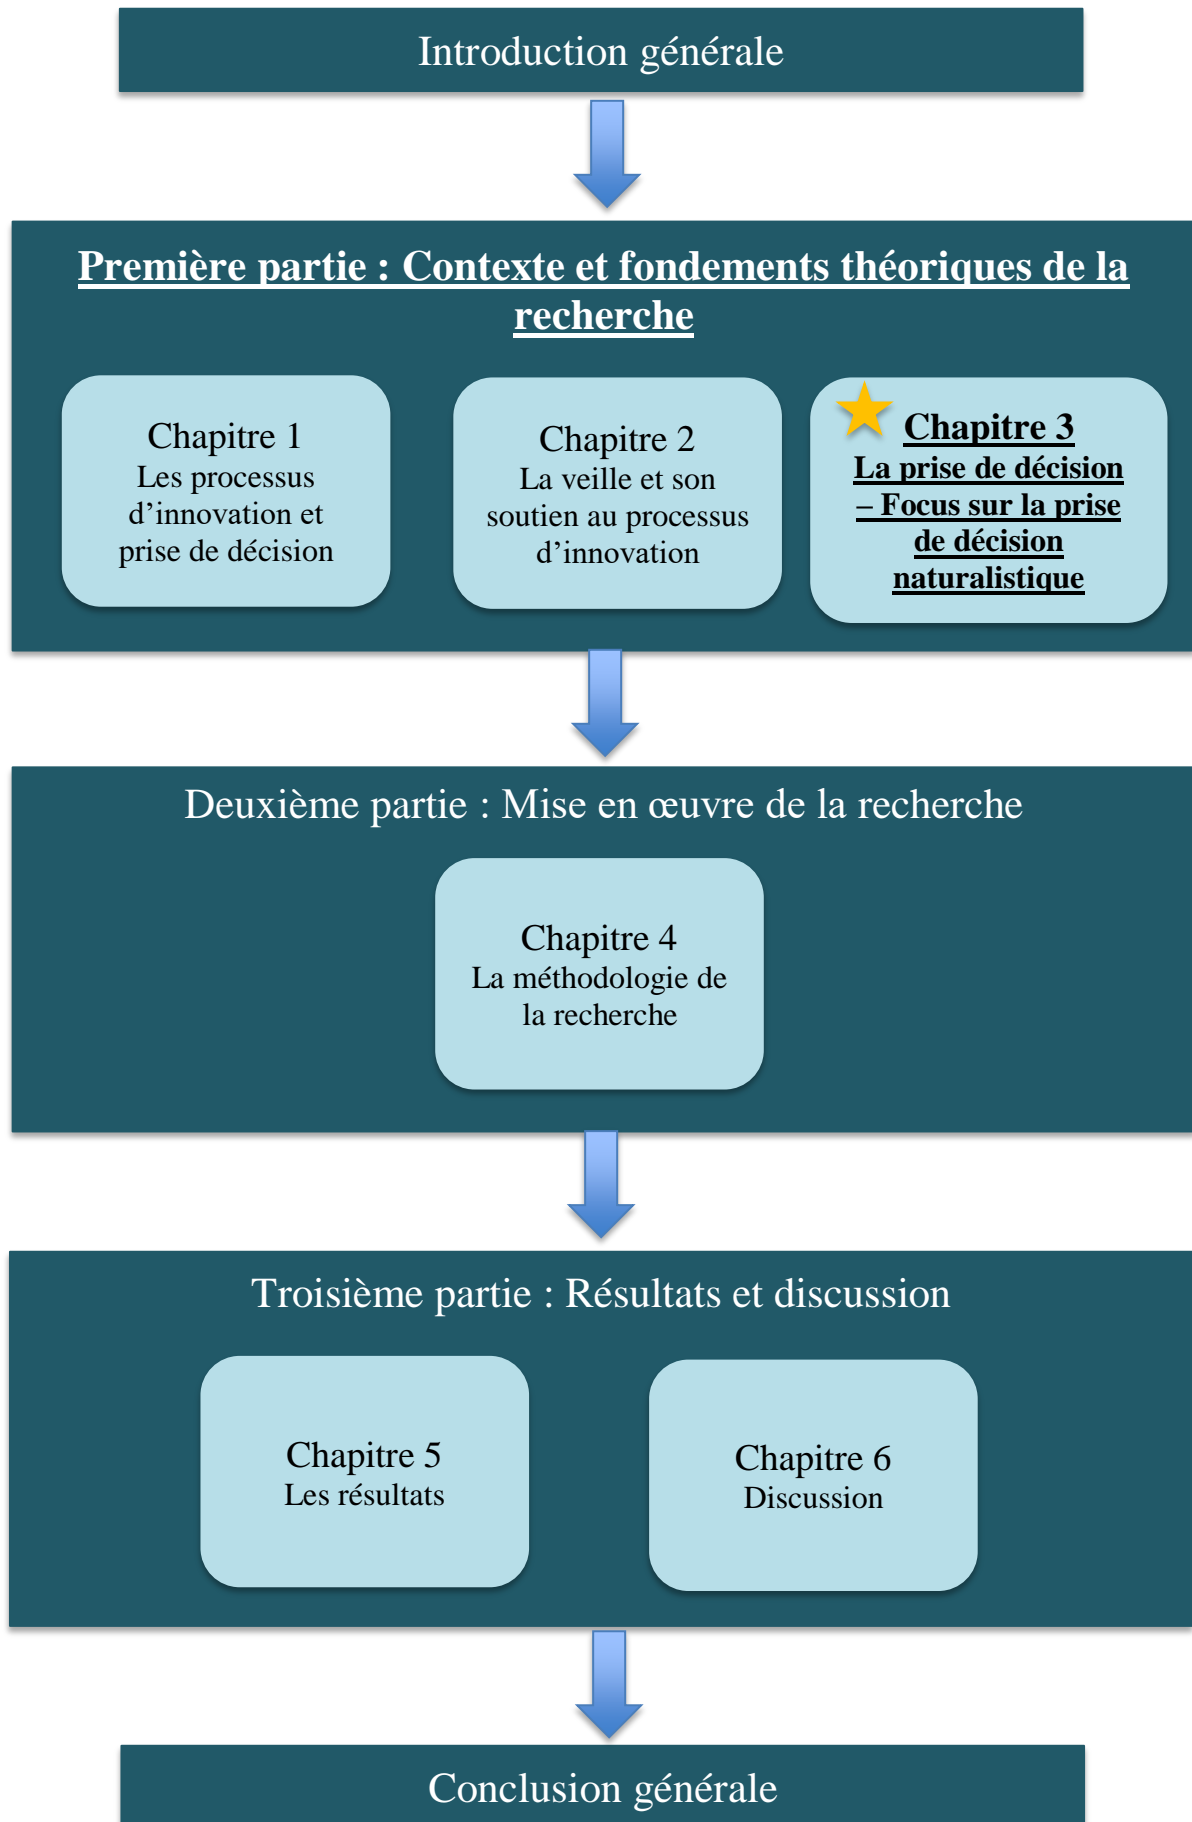 Introduction générale
Première partie : Contexte et fondements théoriques de la
recherche
Chapitre 1
Les processus
d’innovation et
prise de décision
Chapitre 2
La veille et son
soutien au processus
d’innovation
Chapitre 3
La prise de décision
– Focus sur la prise
de décision
naturalistique
Deuxième partie : Mise en œuvre de la recherche
Chapitre 4
La méthodologie de
la recherche
Troisième partie : Résultats et discussion
Chapitre 5
Les résultats
Chapitre 6
Discussion
Conclusion générale